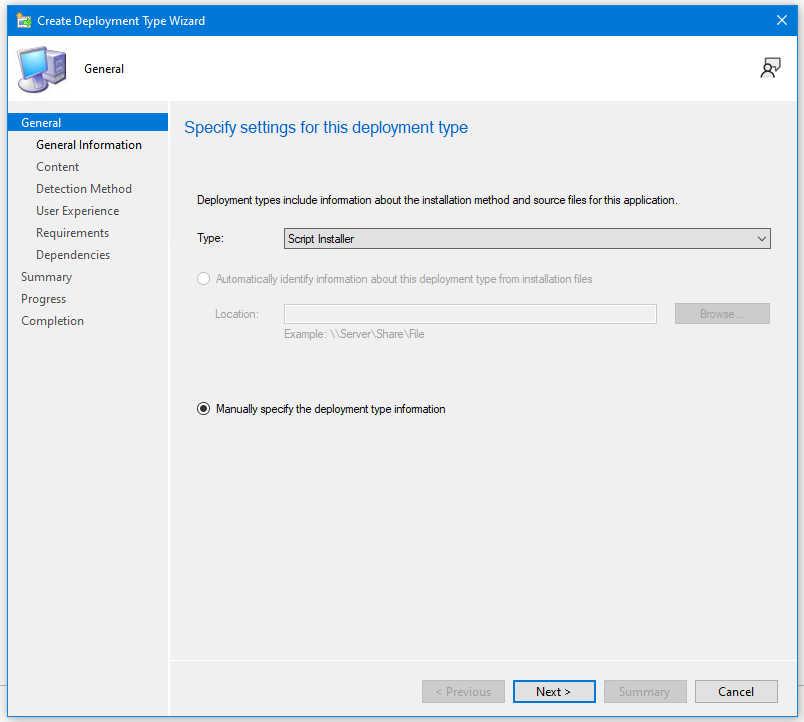 Create Deployment Type Wizard
General
General
General Information
Content
Detection Method
User Experience
Requirements
Dependencies
Summary
Progress
Completion
Specify settings for this deployment type
Deployment types include information about the installation method and source files for this application.
Type: Script Installer
Automatically identify information about this deployment type from installation files
Location: Browse...
Example: \\Server\Share\File
Manually specify the deployment type information
< Previous Next > Summary Cancel